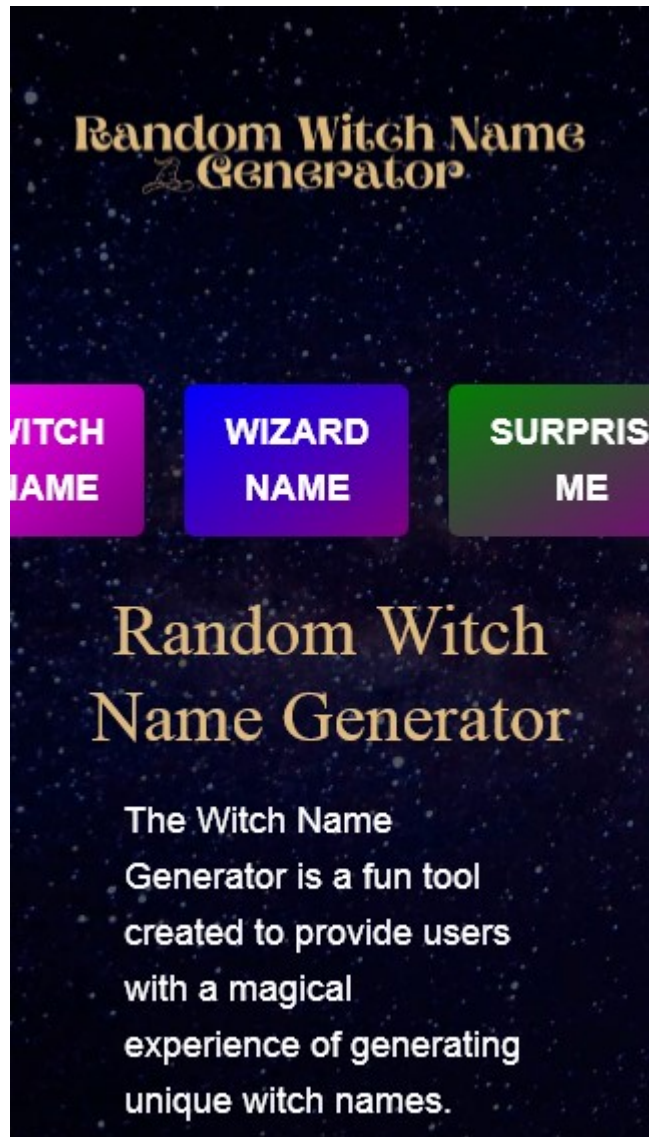 Random Witch Name
Generator
VITCH
NAME
WIZARD
NAME
SURPRIS
ME
Random Witch
Name Generator
The Witch Name
Generator is a fun tool
created to provide users
with a magical
experience of generating
unique witch names.